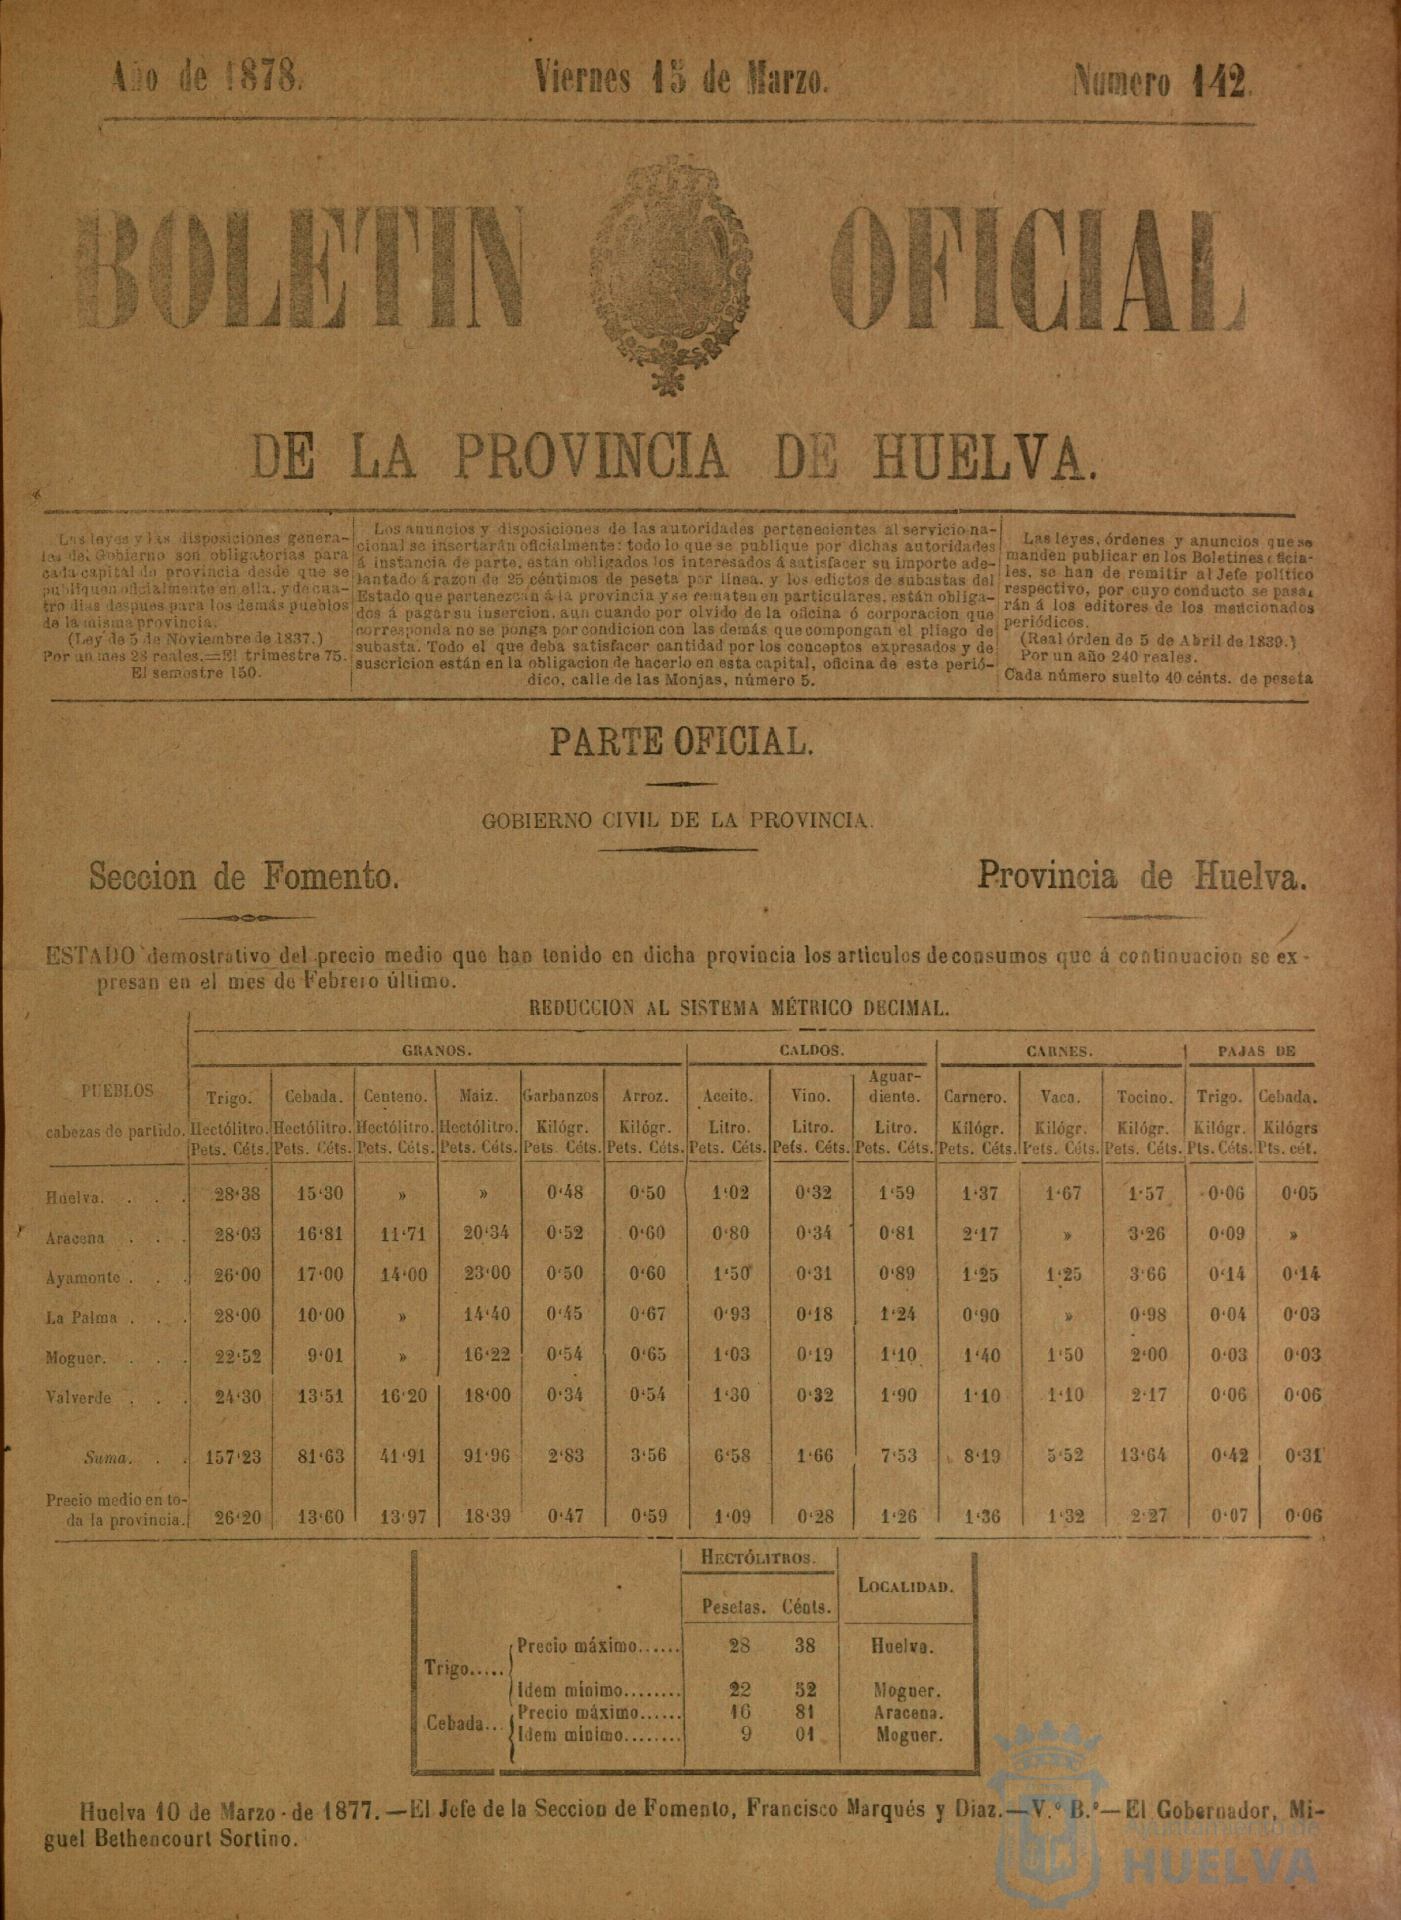 Año de 1878. Viernes 15 de Marzo. Numero 142.
BOLETIN OFICIAL
DE LA PROVINCIA DE HUELVA.
Las leyes y las disposiciones genera-
les del Gobierno son obligatorias para
cada capital de provincia desde que se
publiquen oficialmente en ella, y de cua-
tro dias despues para los demás pueblos
de la misma provincia.
(Ley de 5 de Noviembre de 1837.)
Por un mes 28 reales.=El trimestre 75.
El semestre 150.
Los anuncios y disposiciones de las autoridades pertenecientes al servicio na-
cional se insertarán oficialmente: todo lo que se publique por dichas autoridades
á instancia de parte, están obligados los interesados á satisfacer su importe ade-
lantado á razon de 25 céntimos de peseta por línea, y los edictos de subastas del
Estado que pertenezcan á la provincia y se rematen en particulares, están obliga-
dos á pagar su insercion, aun cuando por olvido de la oficina ó corporacion que
corresponda no se ponga por condicion con las demás que compongan el pliego de
subasta. Todo el que deba satisfacer cantidad por los conceptos expresados y de
suscricion están en la obligacion de hacerlo en esta capital, oficina de este perió-
dico, calle de las Monjas, número 5.
Las leyes, órdenes y anuncios que se
manden publicar en los Boletines oficia-
les, se han de remitir al Jefe político
respectivo, por cuyo conducto se pasa-
rán á los editores de los mencionados
periódicos.
(Real órden de 5 de Abril de 1839.)
Por un año 240 reales.
Cada número suelto 40 cénts. de peseta
PARTE OFICIAL.
GOBIERNO CIVIL DE LA PROVINCIA.
Seccion de Fomento. Provincia de Huelva.
ESTADO demostrativo del precio medio que han tenido en dicha provincia los artículos de consumos que á continuacion se ex-
presan en el mes de Febrero último.
REDUCCION AL SISTEMA MÉTRICO DECIMAL.
GRANOS. CALDOS. CARNES. PAJAS DE
PUEBLOS
cabezas de partido.
Trigo. Cebada. Centeno. Maiz. Garbanzos Arroz. Aceite. Vino. Aguar-
diente. Carnero. Vaca. Tocino. Trigo. Cebada.
Hectólitro. Hectólitro. Hectólitro. Hectólitro. Kilógr. Kilógr. Litro. Litro. Litro. Kilógr. Kilógr. Kilógr. Kilógr. Kilógrs
Pets. Céts. Pets. Céts. Pets. Céts. Pets. Céts. Pets. Céts. Pets. Céts. Pets. Céts. Pets. Céts. Pets. Céts. Pets. Céts. Pets. Céts. Pets. Céts. Pts. Céts. Pts. cét.
Huelva. . . . 28‘38 15‘30 » » 0‘48 0‘50 1‘02 0‘32 1‘59 1‘37 1‘67 1‘57 0‘06 0‘05
Aracena . . . 28‘03 16‘81 11‘71 20‘34 0‘52 0‘60 0‘80 0‘34 0‘81 2‘17 » 3‘26 0‘09 »
Ayamonte . . . 26‘00 17‘00 14‘00 23‘00 0‘50 0‘60 1‘50 0‘31 0‘89 1‘25 1‘25 3‘66 0‘14 0‘14
La Palma . . . 28‘00 10‘00 » 14‘40 0‘45 0‘67 0‘93 0‘18 1‘24 0‘90 » 0‘98 0‘04 0‘03
Moguer. . . . 22‘52 9‘01 » 16‘22 0‘54 0‘65 1‘03 0‘19 1‘10 1‘40 1‘50 2‘00 0‘03 0‘03
Valverde . . . 24‘30 13‘51 16‘20 18‘00 0‘34 0‘54 1‘30 0‘32 1‘90 1‘10 1‘10 2‘17 0‘06 0‘06
Suma. . . 157‘23 81‘63 41‘91 91‘96 2‘83 3‘56 6‘58 1‘66 7‘53 8‘19 5‘52 13‘64 0‘42 0‘31
Precio medio en to-
da la provincia. 26‘20 13‘60 13‘97 18‘39 0‘47 0‘59 1‘09 0‘28 1‘26 1‘36 1‘32 2‘27 0‘07 0‘06
HECTÓLITROS. LOCALIDAD.
Pesetas. Cénts.
Trigo..... Precio máximo...... 28 38 Huelva.
Idem mínimo........ 22 52 Moguer.
Cebada... Precio máximo...... 16 81 Aracena.
Idem mínimo........ 9 01 Moguer.
Huelva 10 de Marzo de 1877.—El Jefe de la Seccion de Fomento, Francisco Marqués y Diaz.—V.º B.º—El Gobernador, Mi-
guel Bethencourt Sortino.
Ayuntamiento de
HUELVA